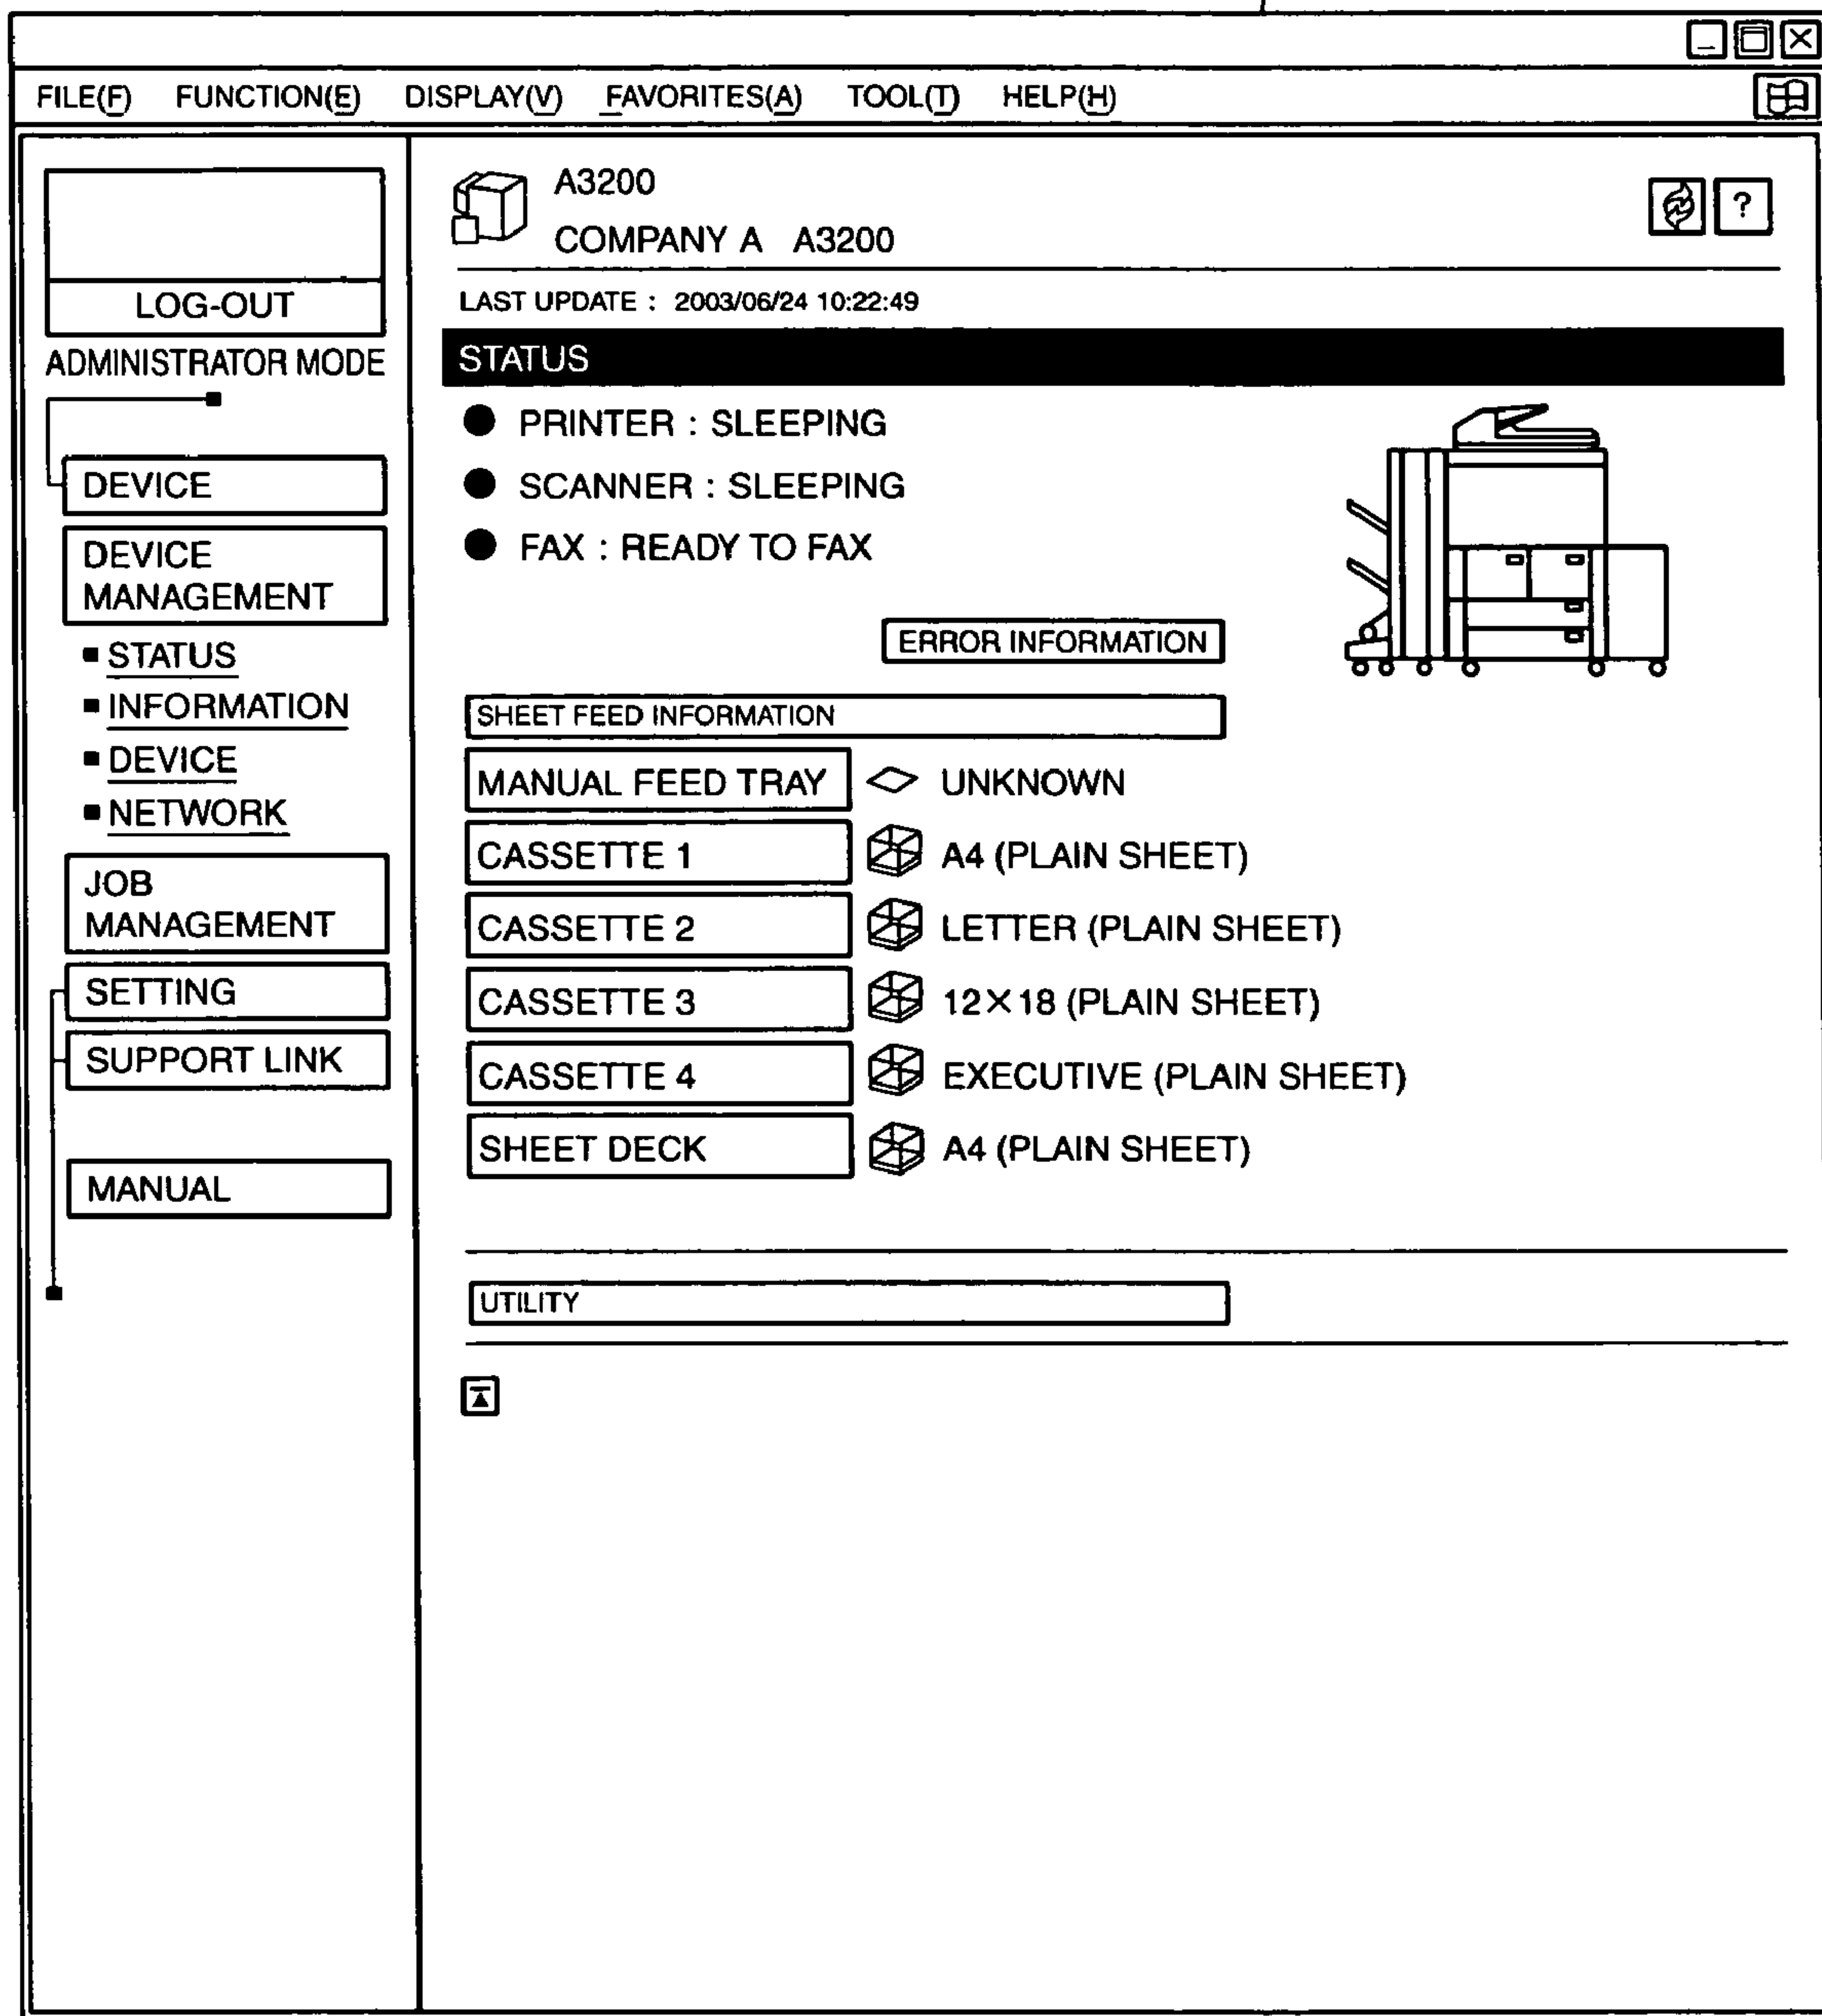 FILE(F) FUNCTION(E) DISPLAY(V) FAVORITES(A) TOOL(T) HELP(H)
LOG-OUT
ADMINISTRATOR MODE
DEVICE
DEVICE
MANAGEMENT
STATUS
INFORMATION
DEVICE
NETWORK
JOB
MANAGEMENT
SETTING
SUPPORT LINK
MANUAL
A3200
COMPANY A A3200
?
LAST UPDATE : 2003/06/24 10:22:49
STATUS
PRINTER : SLEEPING
SCANNER : SLEEPING
FAX : READY TO FAX
ERROR INFORMATION
SHEET FEED INFORMATION
MANUAL FEED TRAY UNKNOWN
CASSETTE 1 A4 (PLAIN SHEET)
CASSETTE 2 LETTER (PLAIN SHEET)
CASSETTE 3 12×18 (PLAIN SHEET)
CASSETTE 4 EXECUTIVE (PLAIN SHEET)
SHEET DECK A4 (PLAIN SHEET)
UTILITY